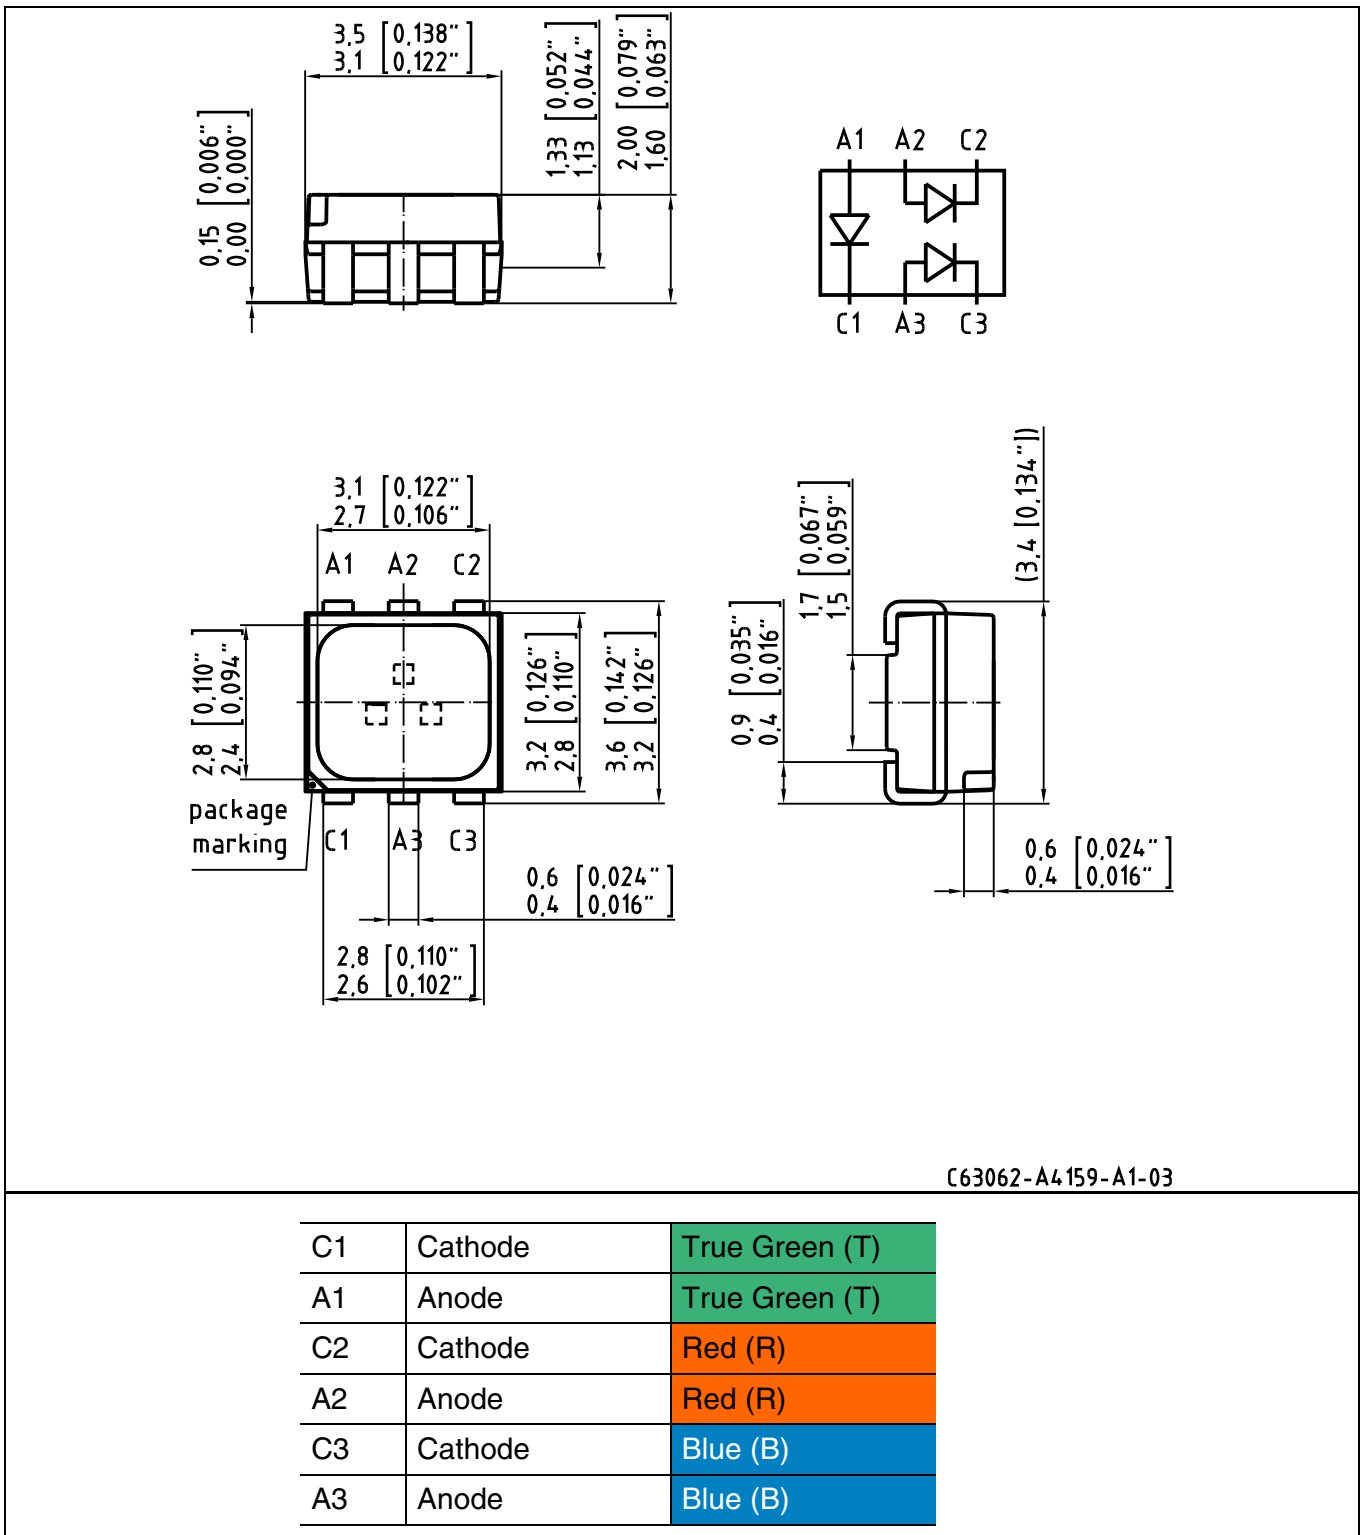 3,5 [0,138"]
3,1 [0,122"]
0,15 [0,006"]
0,00 [0,000"]
1,33 [0,052"]
1,13 [0,044"]
2,00 [0,079"]
1,60 [0,063"]
A1 A2 C2
C1 A3 C3
3,1 [0,122"]
2,7 [0,106"]
A1 A2 C2
2,8 [0,110"]
2,4 [0,094"]
3,2 [0,126"]
2,8 [0,110"]
3,6 [0,142"]
3,2 [0,126"]
package
marking
C1 A3 C3
0,6 [0,024"]
0,4 [0,016"]
2,8 [0,110"]
2,6 [0,102"]
0,9 [0,035"]
0,4 [0,016"]
1,7 [0,067"]
1,5 [0,059"]
(3,4 [0,134"])
0,6 [0,024"]
0,4 [0,016"]
C63062-A4159-A1-03
C1 Cathode True Green (T)
A1 Anode True Green (T)
C2 Cathode Red (R)
A2 Anode Red (R)
C3 Cathode Blue (B)
A3 Anode Blue (B)